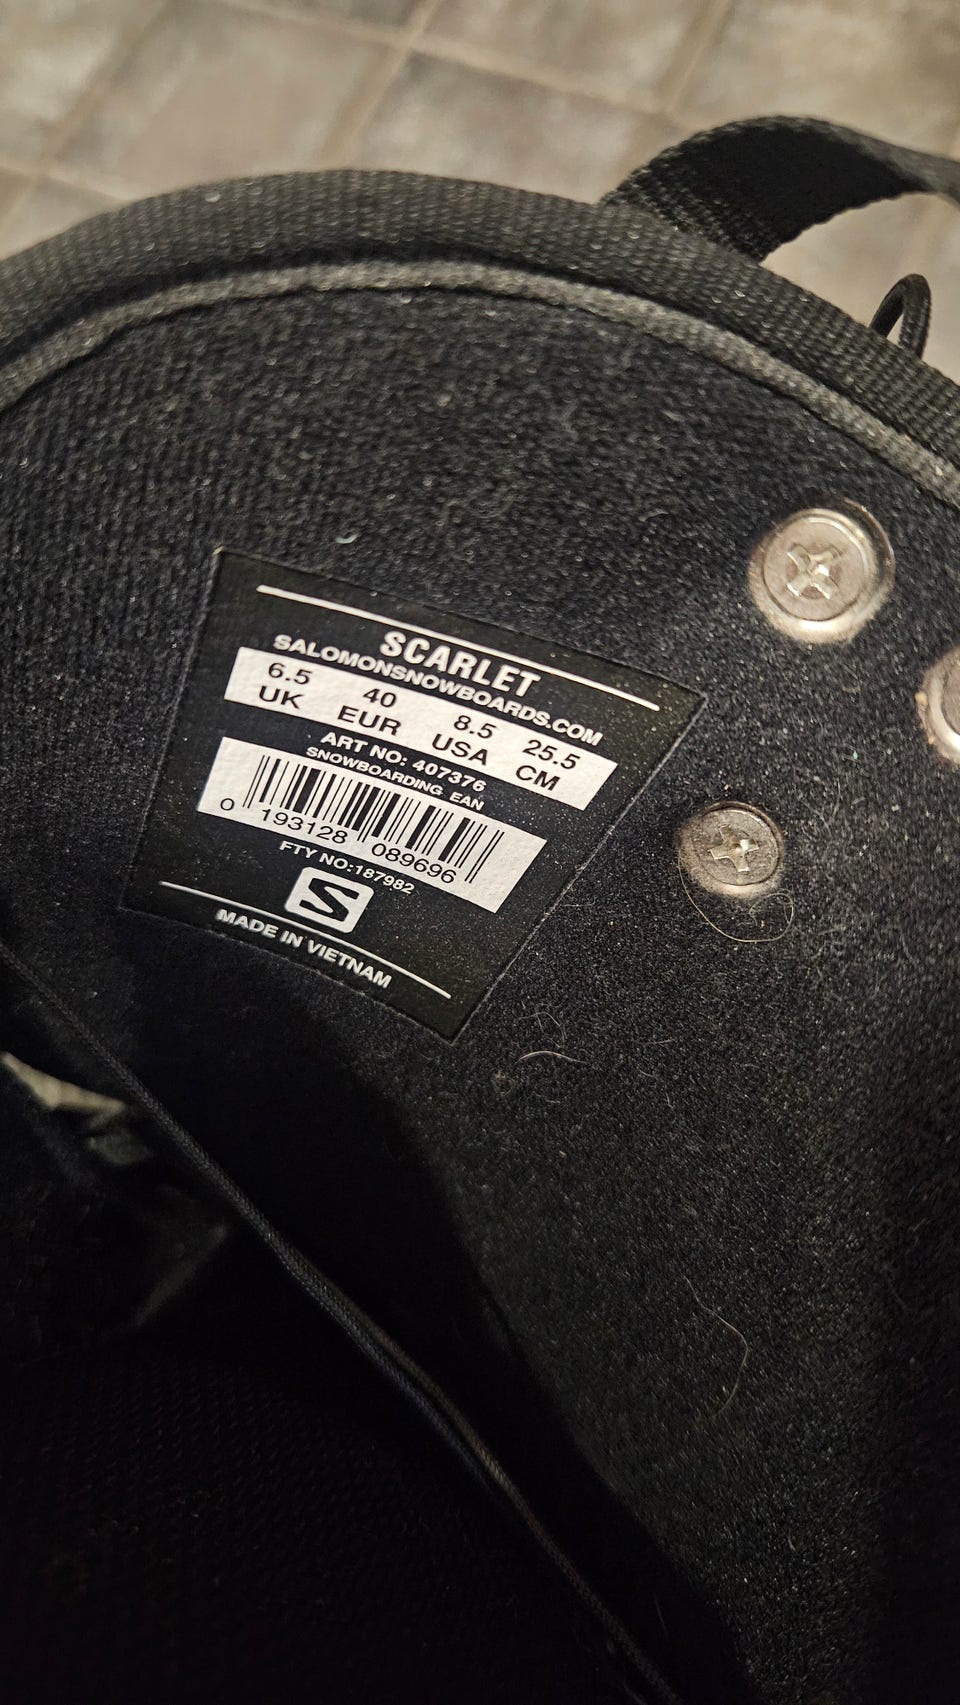 SCARLET
SALOMONSNOWBOARDS.COM
6.5 40 8.5 25.5
UK EUR USA CM
ART NO: 407376
SNOWBOARDING EAN
0 193128 089696
FTY NO:187982
S
MADE IN VIETNAM